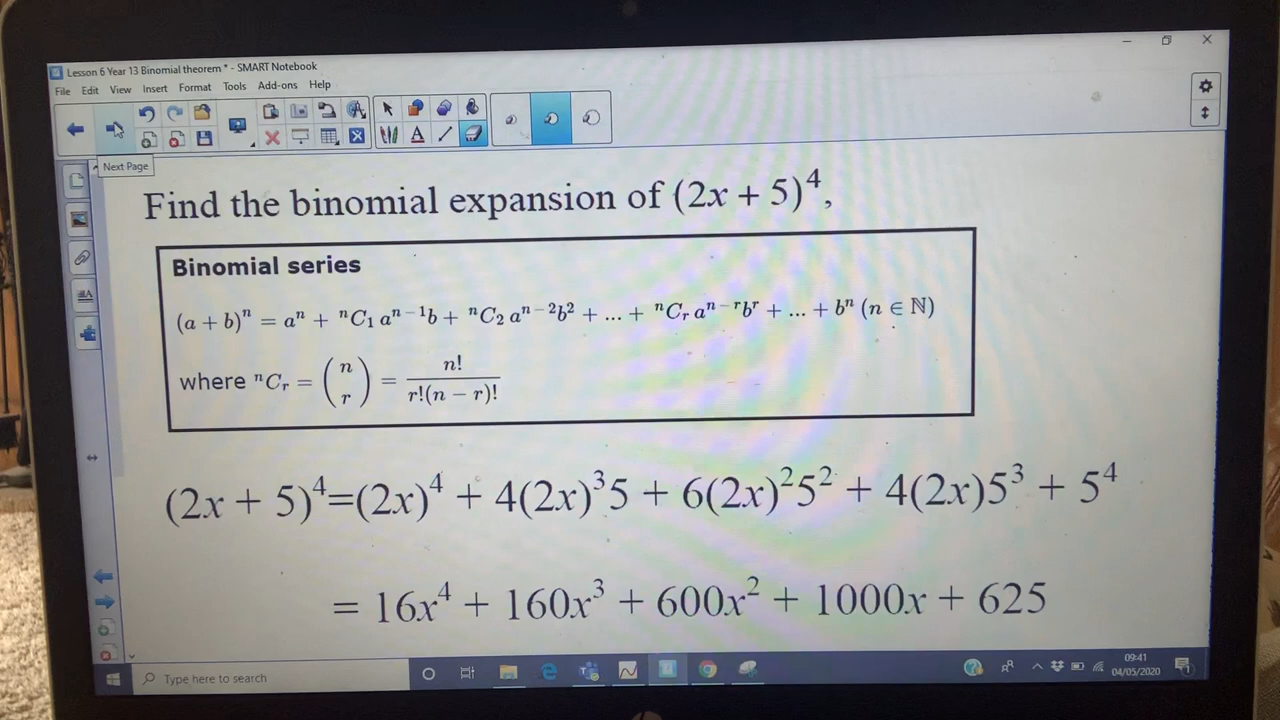 Lesson 6 Year 13 Binomial theorem * - SMART Notebook
File Edit View Insert Format Tools Add-ons Help
Next Page
Find the binomial expansion of (2x + 5)⁴,
Binomial series
(a + b)ⁿ = aⁿ + ⁿC₁ aⁿ⁻¹b + ⁿC₂ aⁿ⁻²b² + ... + ⁿCᵣ aⁿ⁻ʳbʳ + ... + bⁿ (n ∈ ℕ)
where ⁿCᵣ = (n r) = n! / r!(n − r)!
(2x + 5)⁴=(2x)⁴ + 4(2x)³5 + 6(2x)²5² + 4(2x)5³ + 5⁴
= 16x⁴ + 160x³ + 600x² + 1000x + 625
Type here to search
09:41
04/05/2020